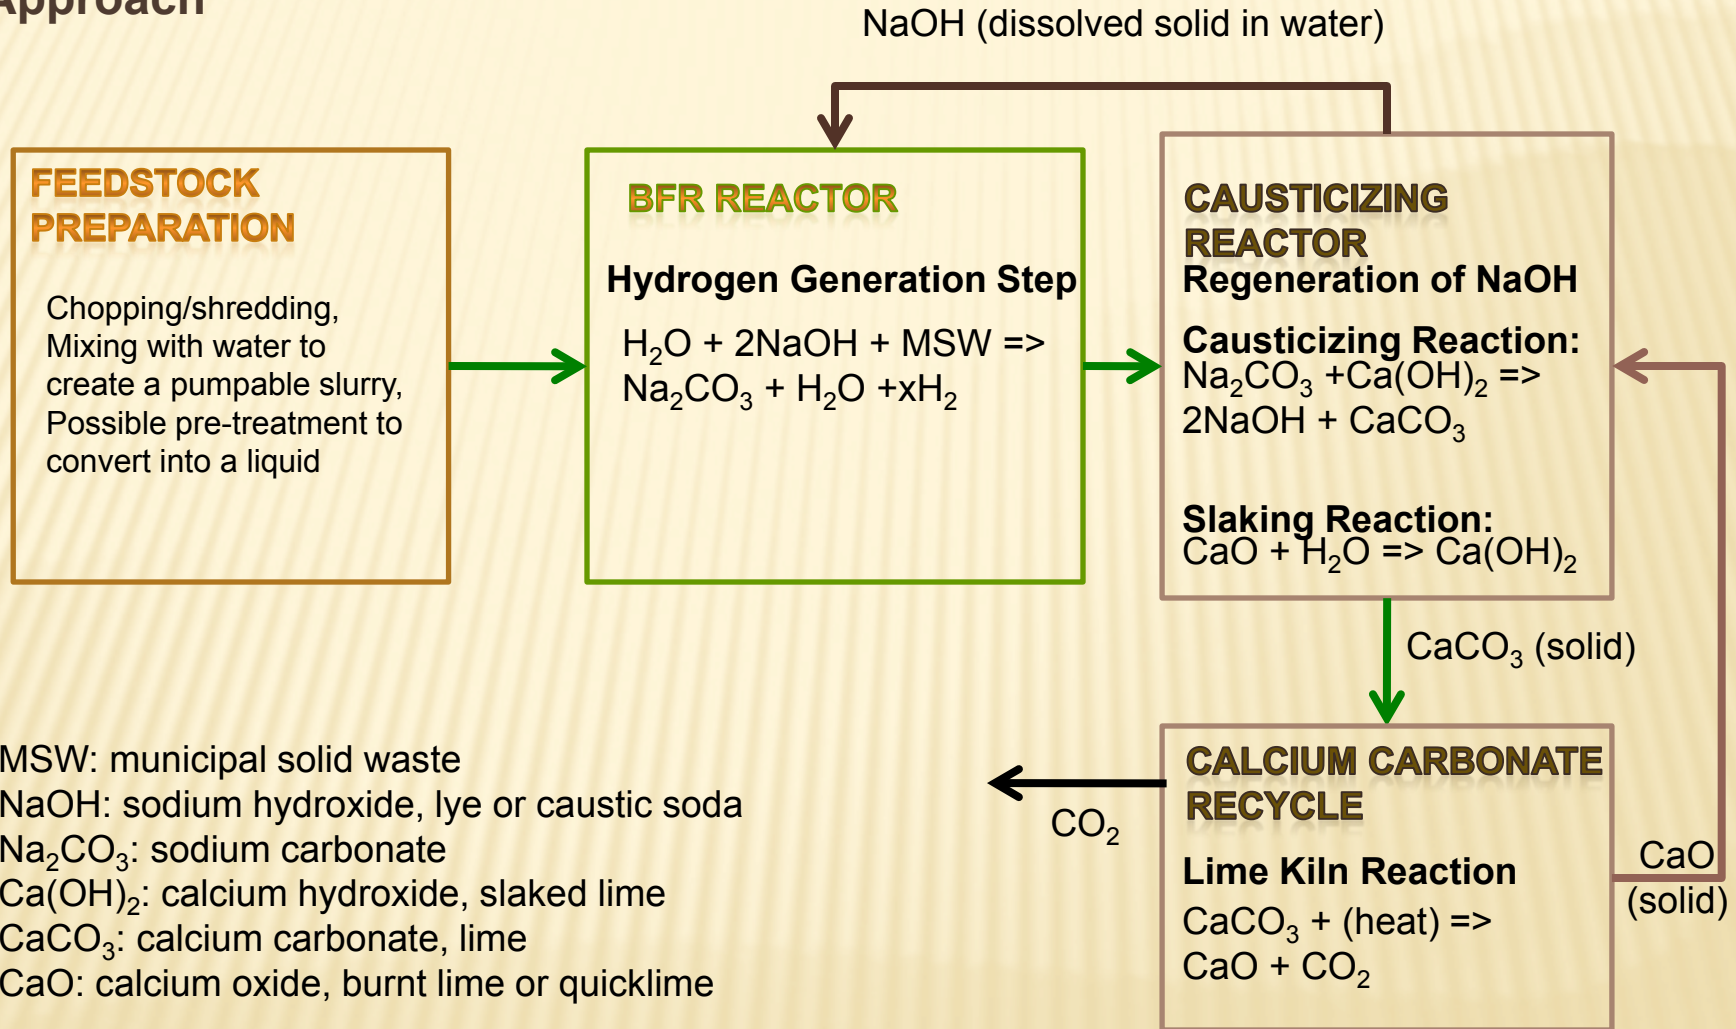 Approach
NaOH (dissolved solid in water)
FEEDSTOCK
PREPARATION
Chopping/shredding,
Mixing with water to
create a pumpable slurry,
Possible pre-treatment to
convert into a liquid
BFR REACTOR
Hydrogen Generation Step
H₂O + 2NaOH + MSW =>
Na₂CO₃ + H₂O +xH₂
CAUSTICIZING
REACTOR
Regeneration of NaOH
Causticizing Reaction:
Na₂CO₃ +Ca(OH)₂ =>
2NaOH + CaCO₃
Slaking Reaction:
CaO + H₂O => Ca(OH)₂
CaCO₃ (solid)
CALCIUM CARBONATE
RECYCLE
Lime Kiln Reaction
CaCO₃ + (heat) =>
CaO + CO₂
CO₂
CaO
(solid)
MSW: municipal solid waste
NaOH: sodium hydroxide, lye or caustic soda
Na₂CO₃: sodium carbonate
Ca(OH)₂: calcium hydroxide, slaked lime
CaCO₃: calcium carbonate, lime
CaO: calcium oxide, burnt lime or quicklime